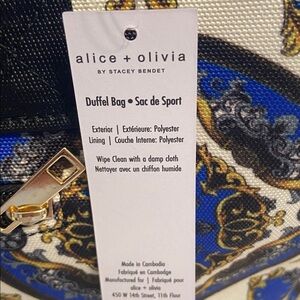 alice + olivia
BY STACEY BENDET
Duffel Bag • Sac de Sport
Exterior | Extérieure: Polyester
Lining | Couche Interne: Polyester
Wipe Clean with a damp cloth
Nettoyer avec un chiffon humide
Made in Cambodia
Fabriqué en Cambodge
Manufactured for | Fabriqué pour
alice + olivia
450 W 14th Street, 11th Floor